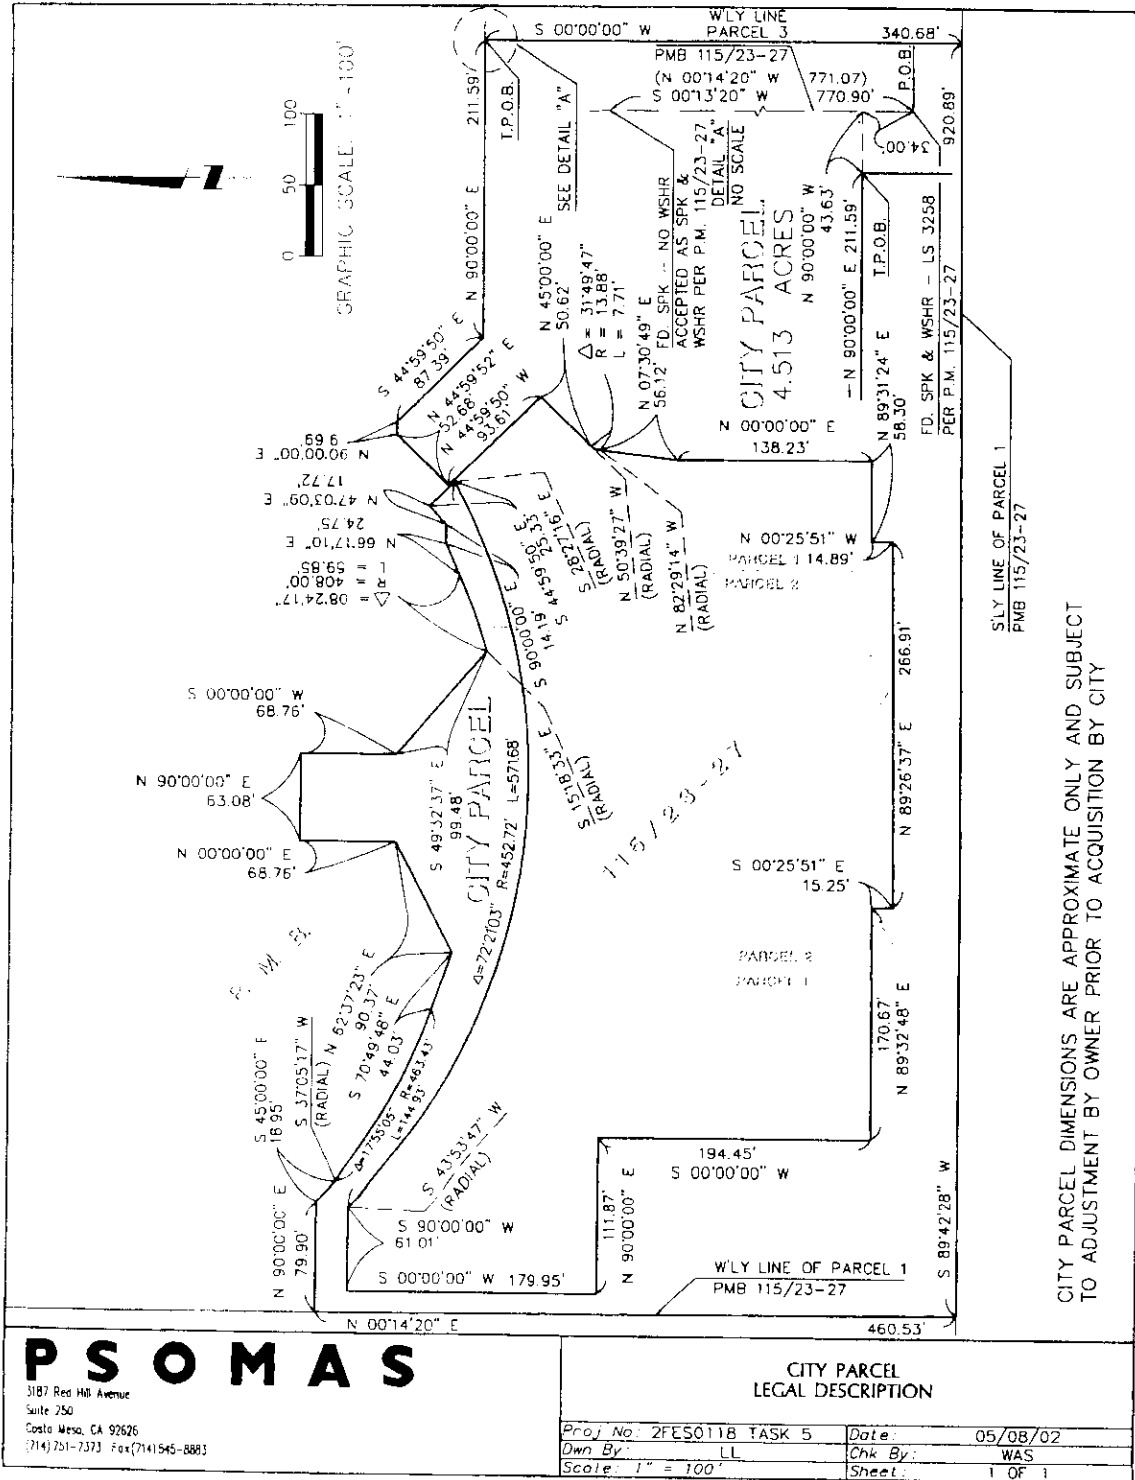 S 00°00'00" W
W'LY LINE
PARCEL 3
340.68'
PMB 115/23-27
(N 00°14'20" W 771.07)
S 00°13'20" W 770.90'
P.O.B.
920.89'
34.00'
211.59'
T.P.O.B.
SEE DETAIL "A"
N 90°00'00" E
GRAPHIC SCALE: 1" =100'
0 50 100
FD. SPK - NO WSHR
ACCEPTED AS SPK &
WSHR PER P.M. 115/23-27
DETAIL "A"
NO SCALE
CITY PARCEL
4.513 ACRES
N 90°00'00" W
43.63'
N 90°00'00" E 211.59'
T.P.O.B.
FD. SPK & WSHR - LS 3258
PER P.M. 115/23-27
S 44°59'50" E
87.39'
N 44°59'52" E
52.68'
N 44°59'50" W
93.61'
N 45°00'00" E
50.62'
Δ = 31°49'47"
R = 13.88'
L = 7.71'
N 07°30'49" E
56.12'
N 00°00'00" E
138.23'
N 89°31'24" E
58.30'
N 90°00'00" E
9.69'
N 47°03'09" E
17.72'
N 66°17'10" E
24.75'
Δ = 08°24'17"
R = 408.00'
L = 59.85'
S 90°00'00" E
14.19'
S 44°59'50" E
25.33'
S 28°27'16" E
(RADIAL)
N 50°39'27" W
(RADIAL)
N 82°29'14" W
(RADIAL)
N 00°25'51" W
14.89'
PARCEL 1
PARCEL 2
S'LY LINE OF PARCEL 1
PMB 115/23-27
266.91'
N 89°26'37" E
S 00°00'00" W
68.76'
N 90°00'00" E
63.08'
N 00°00'00" E
68.76'
S 49°32'37" E
99.48'
CITY PARCEL
Δ=72°21'03" R=452.72' L=571.68'
S 15°18'33" E
(RADIAL)
115/23-27
S 00°25'51" E
15.25'
P. M. B.
PARCEL 2
PARCEL 1
N 62°37'23" E
90.37'
S 70°49'48" E
44.03'
S 37°05'17" W
(RADIAL)
S 45°00'00" E
16.95'
Δ=17°55'05" R=463.43'
L=144.93'
S 43°53'47" W
(RADIAL)
170.67'
N 89°32'48" E
194.45'
S 00°00'00" W
111.87'
N 90°00'00" E
S 90°00'00" W
61.01'
S 00°00'00" W 179.95'
N 90°00'00" E
79.90'
W'LY LINE OF PARCEL 1
PMB 115/23-27
S 89°42'28" W
N 00°14'20" E
460.53'
CITY PARCEL DIMENSIONS ARE APPROXIMATE ONLY AND SUBJECT
TO ADJUSTMENT BY OWNER PRIOR TO ACQUISITION BY CITY
PSOMAS
3187 Red Hill Avenue
Suite 250
Costa Mesa, CA 92626
(714)751-7373 Fax(714)545-8883
CITY PARCEL
LEGAL DESCRIPTION
Proj No: 2FES0118 TASK 5
Date: 05/08/02
Dwn By: LL
Chk By: WAS
Scale: 1" = 100'
Sheet: 1 OF 1